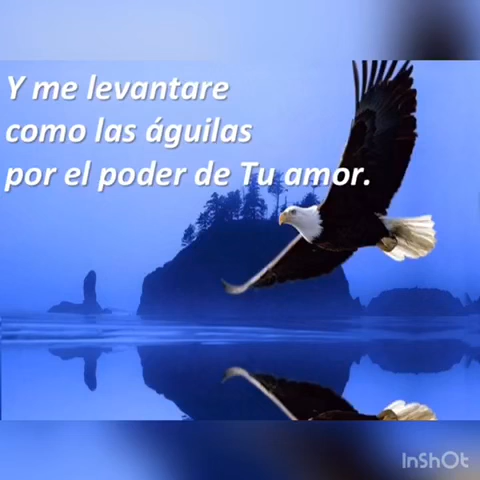 Y me levantare
como las águilas
por el poder de Tu amor.
InShOt